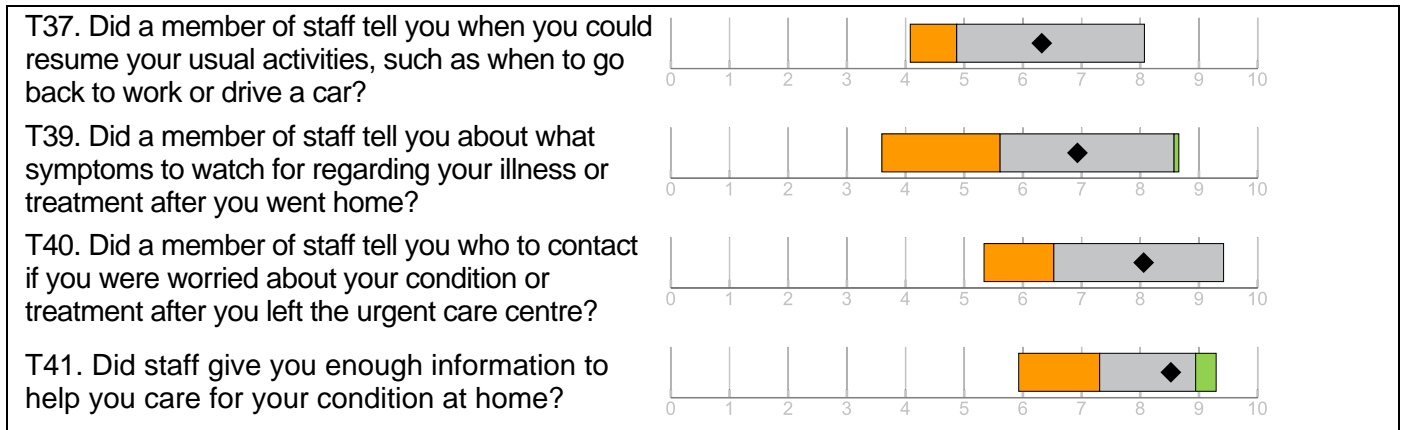 T37. Did a member of staff tell you when you could
resume your usual activities, such as when to go
back to work or drive a car?
0 1 2 3 4 5 6 7 8 9 10
T39. Did a member of staff tell you about what
symptoms to watch for regarding your illness or
treatment after you went home?
0 1 2 3 4 5 6 7 8 9 10
T40. Did a member of staff tell you who to contact
if you were worried about your condition or
treatment after you left the urgent care centre?
0 1 2 3 4 5 6 7 8 9 10
T41. Did staff give you enough information to
help you care for your condition at home?
0 1 2 3 4 5 6 7 8 9 10